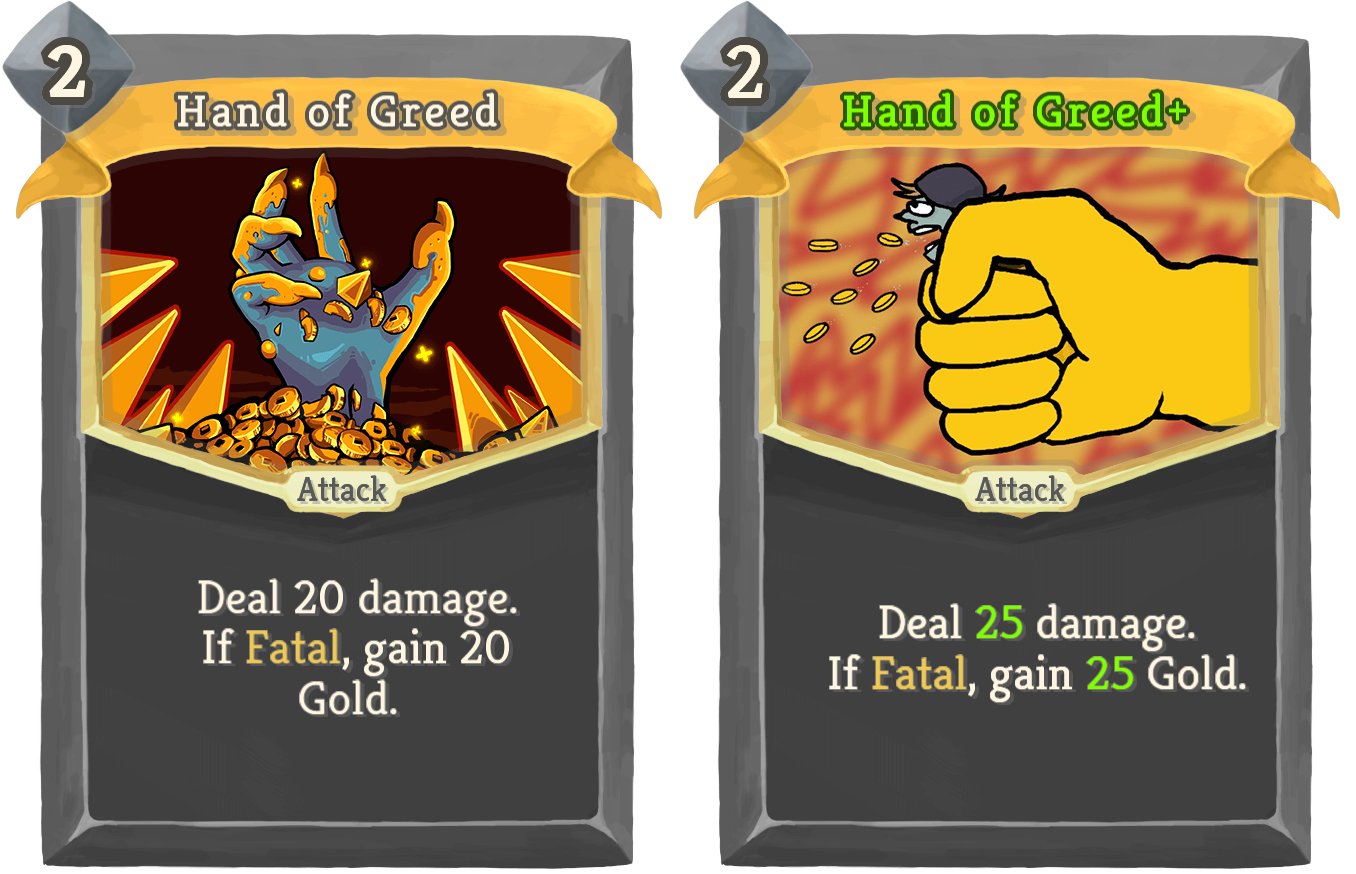 2
Hand of Greed
Attack
Deal 20 damage.
If Fatal, gain 20
Gold.
2
Hand of Greed+
Attack
Deal 25 damage.
If Fatal, gain 25 Gold.